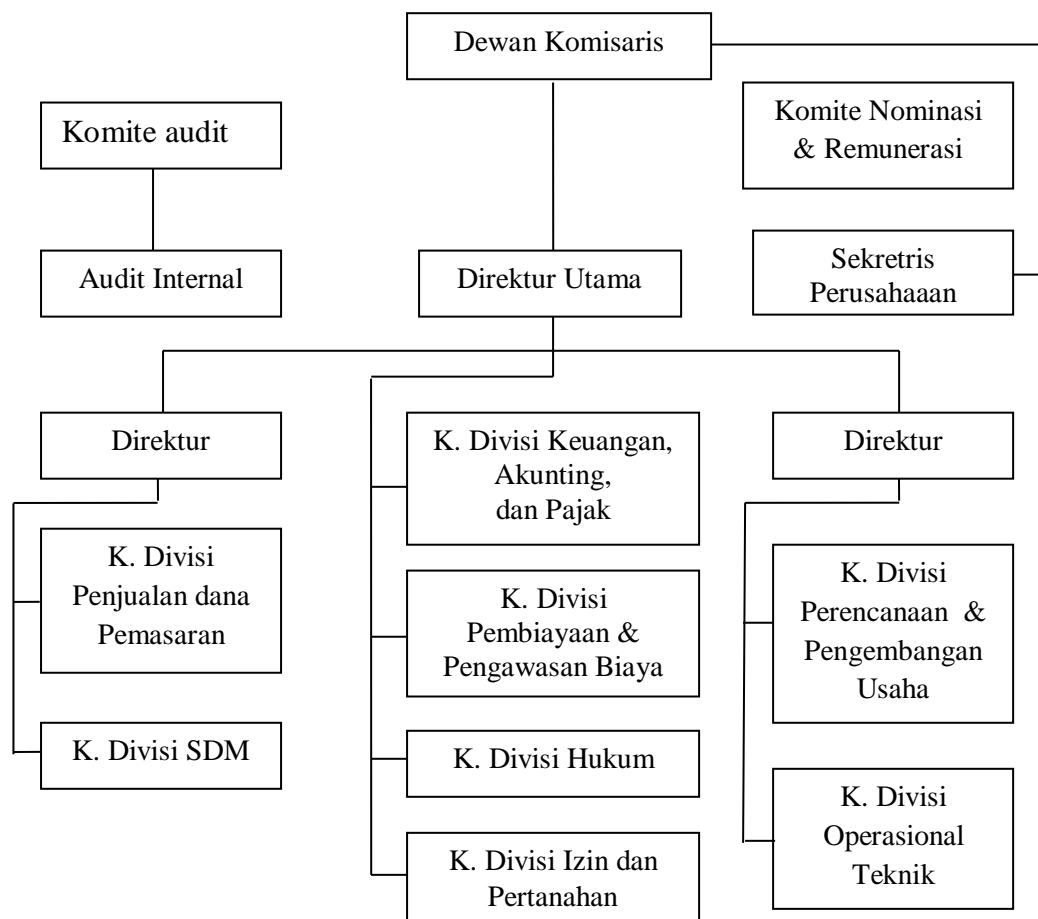 Dewan Komisaris
Komite audit
Komite Nominasi
& Remunerasi
Audit Internal
Direktur Utama
Sekretris
Perusahaaan
Direktur
K. Divisi Keuangan,
Akunting,
dan Pajak
Direktur
K. Divisi
Penjualan dana
Pemasaran
K. Divisi
Pembiayaan &
Pengawasan Biaya
K. Divisi
Perencanaan &
Pengembangan
Usaha
K. Divisi SDM
K. Divisi Hukum
K. Divisi
Operasional
Teknik
K. Divisi Izin dan
Pertanahan